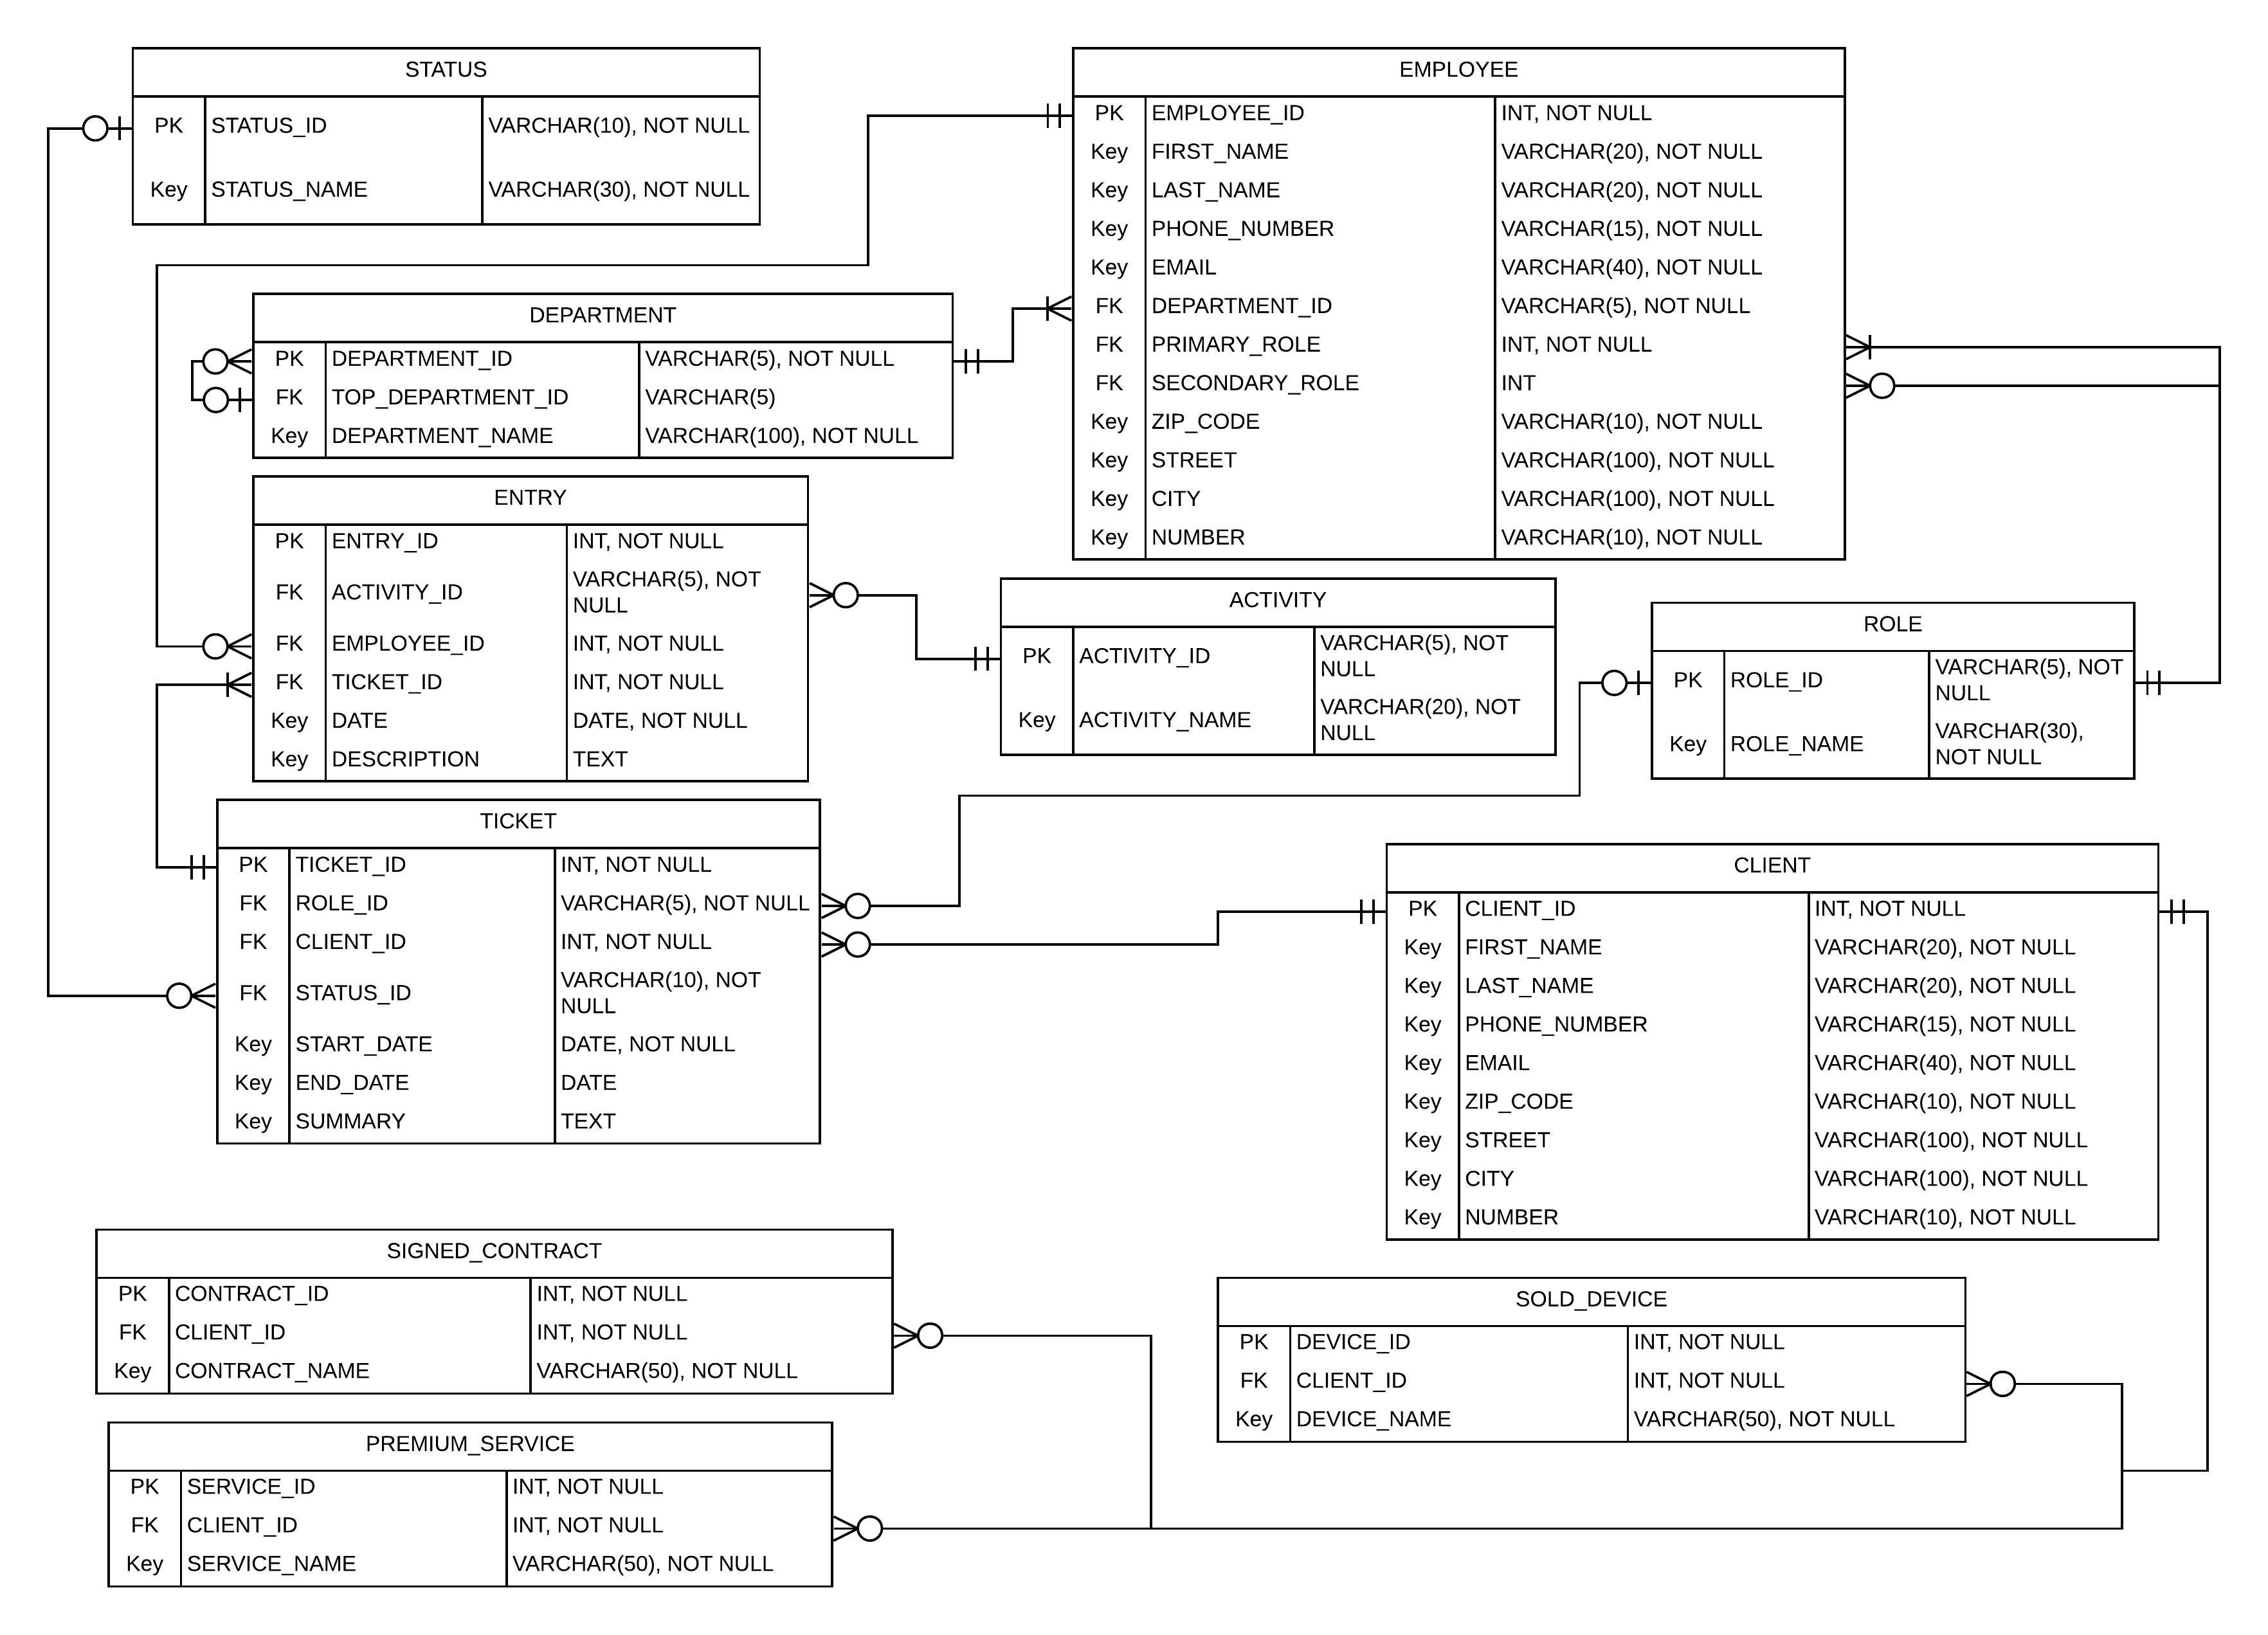 STATUS
PK STATUS_ID VARCHAR(10), NOT NULL
Key STATUS_NAME VARCHAR(30), NOT NULL
EMPLOYEE
PK EMPLOYEE_ID INT, NOT NULL
Key FIRST_NAME VARCHAR(20), NOT NULL
Key LAST_NAME VARCHAR(20), NOT NULL
Key PHONE_NUMBER VARCHAR(15), NOT NULL
Key EMAIL VARCHAR(40), NOT NULL
FK DEPARTMENT_ID VARCHAR(5), NOT NULL
FK PRIMARY_ROLE INT, NOT NULL
FK SECONDARY_ROLE INT
Key ZIP_CODE VARCHAR(10), NOT NULL
Key STREET VARCHAR(100), NOT NULL
Key CITY VARCHAR(100), NOT NULL
Key NUMBER VARCHAR(10), NOT NULL
DEPARTMENT
PK DEPARTMENT_ID VARCHAR(5), NOT NULL
FK TOP_DEPARTMENT_ID VARCHAR(5)
Key DEPARTMENT_NAME VARCHAR(100), NOT NULL
ENTRY
PK ENTRY_ID INT, NOT NULL
FK ACTIVITY_ID VARCHAR(5), NOT
NULL
FK EMPLOYEE_ID INT, NOT NULL
FK TICKET_ID INT, NOT NULL
Key DATE DATE, NOT NULL
Key DESCRIPTION TEXT
ACTIVITY
PK ACTIVITY_ID VARCHAR(5), NOT
NULL
Key ACTIVITY_NAME VARCHAR(20), NOT
NULL
ROLE
PK ROLE_ID VARCHAR(5), NOT
NULL
Key ROLE_NAME VARCHAR(30),
NOT NULL
TICKET
PK TICKET_ID INT, NOT NULL
FK ROLE_ID VARCHAR(5), NOT NULL
FK CLIENT_ID INT, NOT NULL
FK STATUS_ID VARCHAR(10), NOT
NULL
Key START_DATE DATE, NOT NULL
Key END_DATE DATE
Key SUMMARY TEXT
CLIENT
PK CLIENT_ID INT, NOT NULL
Key FIRST_NAME VARCHAR(20), NOT NULL
Key LAST_NAME VARCHAR(20), NOT NULL
Key PHONE_NUMBER VARCHAR(15), NOT NULL
Key EMAIL VARCHAR(40), NOT NULL
Key ZIP_CODE VARCHAR(10), NOT NULL
Key STREET VARCHAR(100), NOT NULL
Key CITY VARCHAR(100), NOT NULL
Key NUMBER VARCHAR(10), NOT NULL
SIGNED_CONTRACT
PK CONTRACT_ID INT, NOT NULL
FK CLIENT_ID INT, NOT NULL
Key CONTRACT_NAME VARCHAR(50), NOT NULL
SOLD_DEVICE
PK DEVICE_ID INT, NOT NULL
FK CLIENT_ID INT, NOT NULL
Key DEVICE_NAME VARCHAR(50), NOT NULL
PREMIUM_SERVICE
PK SERVICE_ID INT, NOT NULL
FK CLIENT_ID INT, NOT NULL
Key SERVICE_NAME VARCHAR(50), NOT NULL